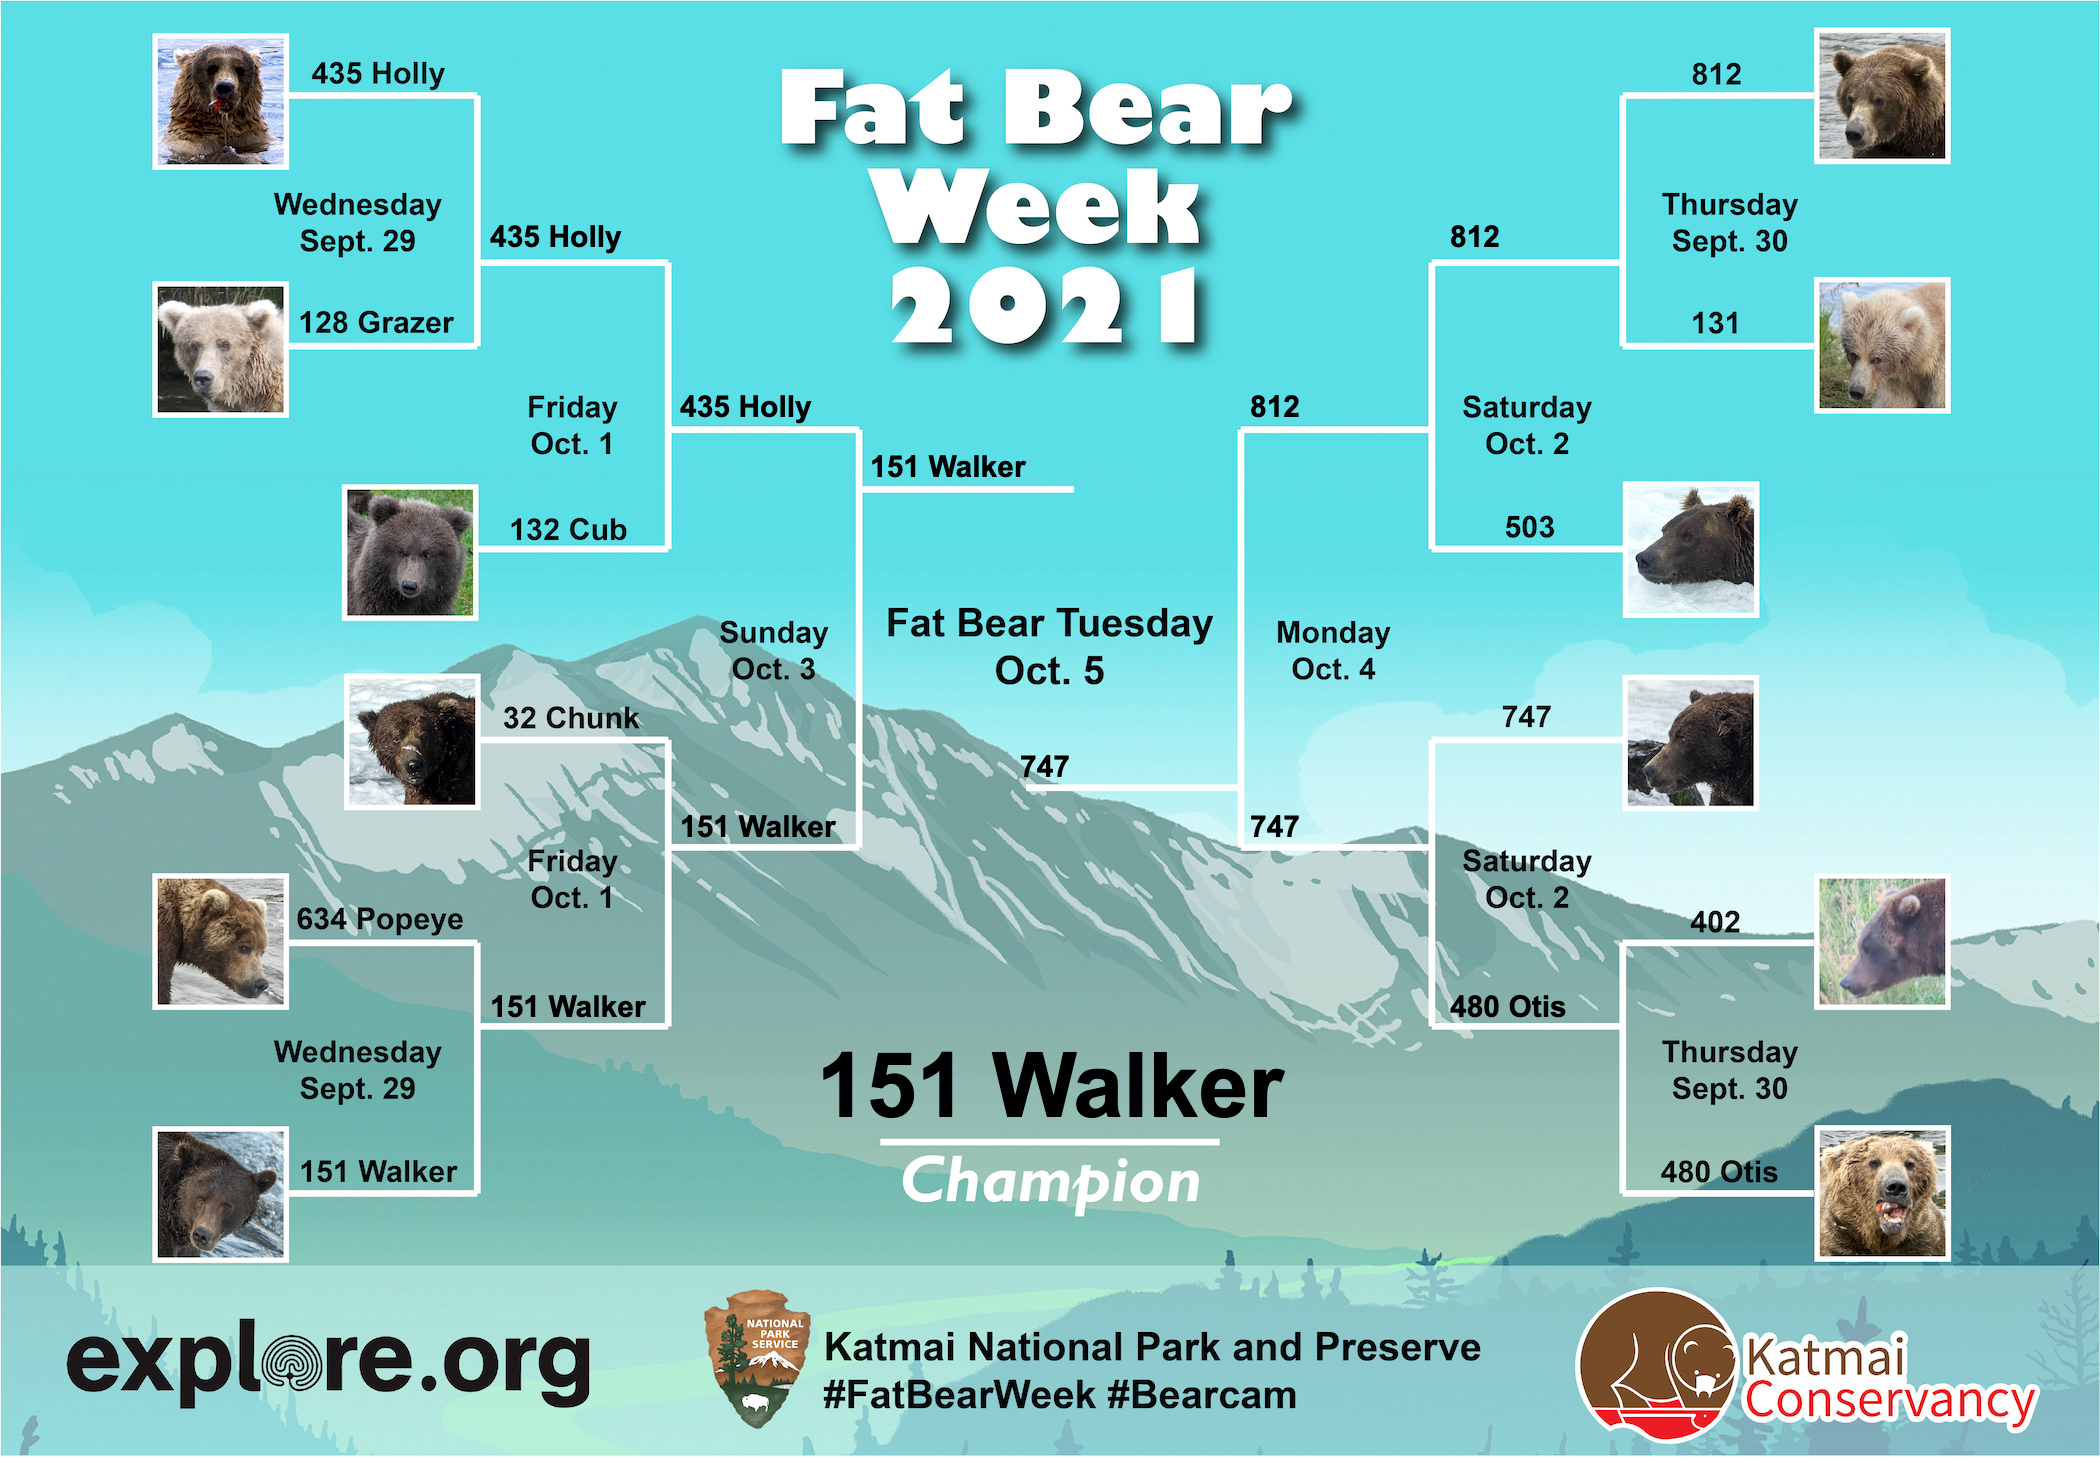 Fat Bear
Week
2021
435 Holly
Wednesday
Sept. 29
128 Grazer
435 Holly
Friday
Oct. 1
132 Cub
435 Holly
Sunday
Oct. 3
32 Chunk
151 Walker
Friday
Oct. 1
634 Popeye
151 Walker
Wednesday
Sept. 29
151 Walker
151 Walker
Fat Bear Tuesday
Oct. 5
747
812
Thursday
Sept. 30
131
812
Saturday
Oct. 2
503
812
Monday
Oct. 4
747
747
Saturday
Oct. 2
402
480 Otis
Thursday
Sept. 30
480 Otis
151 Walker
Champion
explore.org
NATIONAL
PARK
SERVICE
Katmai National Park and Preserve
#FatBearWeek #Bearcam
Katmai
Conservancy